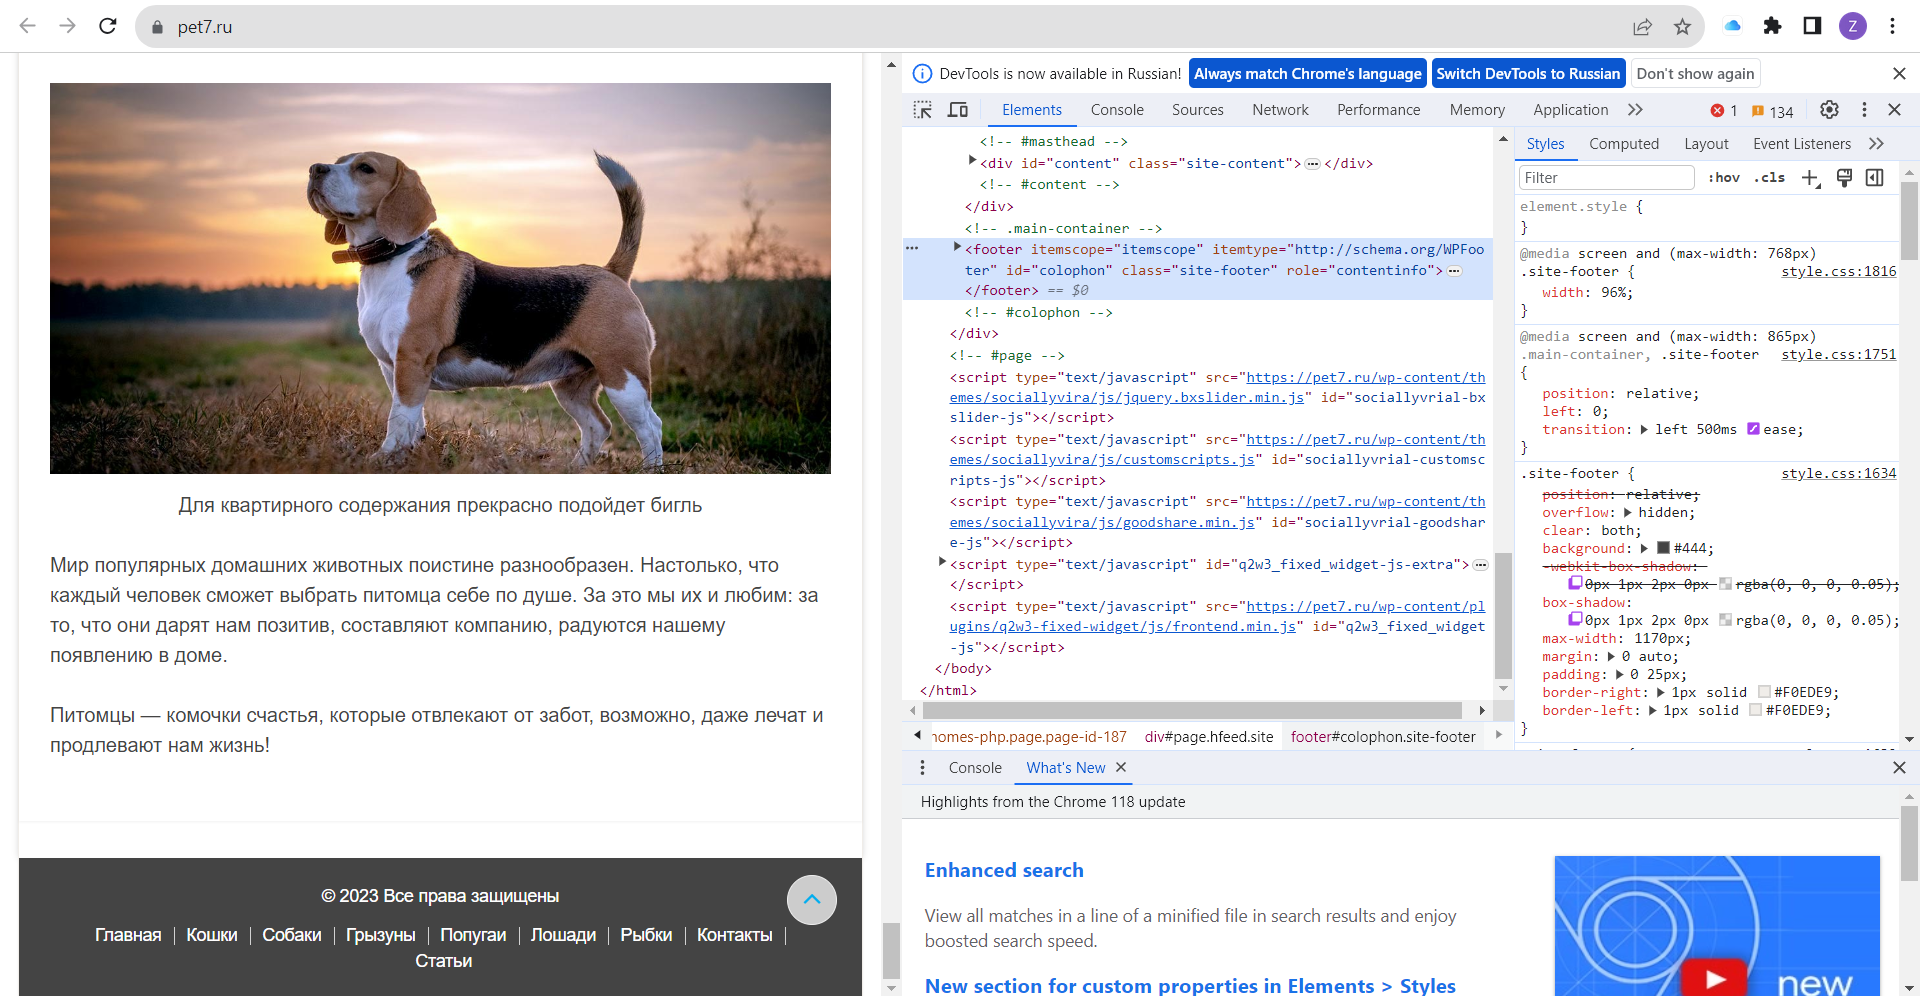 pet7.ru
Z
Для квартирного содержания прекрасно подойдет бигль
Мир популярных домашних животных поистине разнообразен. Настолько, что
каждый человек сможет выбрать питомца себе по душе. За это мы их и любим: за
то, что они дарят нам позитив, составляют компанию, радуются нашему
появлению в доме.
Питомцы — комочки счастья, которые отвлекают от забот, возможно, даже лечат и
продлевают нам жизнь!
© 2023 Все права защищены
Главная | Кошки | Собаки | Грызуны | Попугаи | Лошади | Рыбки | Контакты |
Статьи
DevTools is now available in Russian! Always match Chrome's language Switch DevTools to Russian Don't show again
Elements Console Sources Network Performance Memory Application 1 134
<!-- #masthead -->
<div id="content" class="site-content">…</div>
<!-- #content -->
</div>
<!-- .main-container -->
<footer itemscope="itemscope" itemtype="http://schema.org/WPFoo
ter" id="colophon" class="site-footer" role="contentinfo">…
</footer> == $0
<!-- #colophon -->
</div>
<!-- #page -->
<script type="text/javascript" src="https://pet7.ru/wp-content/th
emes/sociallyvira/js/jquery.bxslider.min.js" id="sociallyvrial-bx
slider-js"></script>
<script type="text/javascript" src="https://pet7.ru/wp-content/th
emes/sociallyvira/js/customscripts.js" id="sociallyvrial-customsc
ripts-js"></script>
<script type="text/javascript" src="https://pet7.ru/wp-content/th
emes/sociallyvira/js/goodshare.min.js" id="sociallyvrial-goodshar
e-js"></script>
<script type="text/javascript" id="q2w3_fixed_widget-js-extra">…
</script>
<script type="text/javascript" src="https://pet7.ru/wp-content/pl
ugins/q2w3-fixed-widget/js/frontend.min.js" id="q2w3_fixed_widget
-js"></script>
</body>
</html>
nomes-php.page.page-id-187 div#page.hfeed.site footer#colophon.site-footer
Styles Computed Layout Event Listeners
Filter :hov .cls
element.style {
}
@media screen and (max-width: 768px)
.site-footer { style.css:1816
width: 96%;
}
@media screen and (max-width: 865px)
.main-container, .site-footer style.css:1751
{
position: relative;
left: 0;
transition: left 500ms ease;
}
.site-footer { style.css:1634
position: relative;
overflow: hidden;
clear: both;
background: #444;
-webkit-box-shadow:
0px 1px 2px 0px rgba(0, 0, 0, 0.05);
box-shadow:
0px 1px 2px 0px rgba(0, 0, 0, 0.05);
max-width: 1170px;
margin: 0 auto;
padding: 0 25px;
border-right: 1px solid #F0EDE9;
border-left: 1px solid #F0EDE9;
}
Console What's New
Highlights from the Chrome 118 update
Enhanced search
View all matches in a line of a minified file in search results and enjoy
boosted search speed.
New section for custom properties in Elements > Styles
new